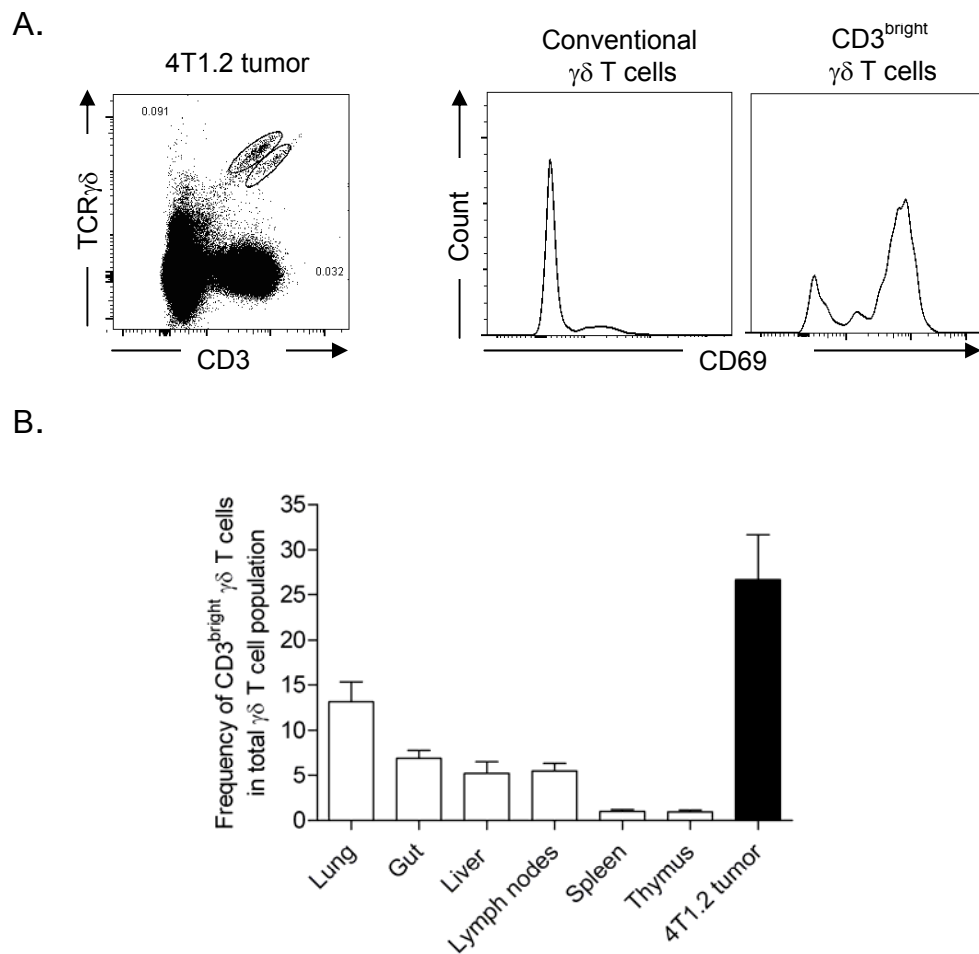 A.
4T1.2 tumor
0.091
0.032
TCRγδ
CD3
Conventional
γδ T cells
CD3bright
γδ T cells
Count
CD69
B.
Frequency of CD3bright γδ T cells
in total γδ T cell population
35
30
25
20
15
10
5
0
Lung
Gut
Liver
Lymph nodes
Spleen
Thymus
4T1.2 tumor